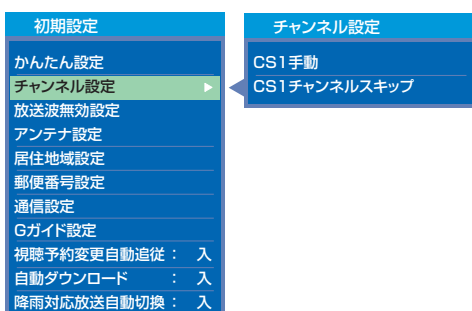 初期設定
かんたん設定
チャンネル設定
放送波無効設定
アンテナ設定
居住地域設定
郵便番号設定
通信設定
Gガイド設定
視聴予約変更自動追従： 入
自動ダウンロード ： 入
降雨対応放送自動切換： 入
チャンネル設定
CS1手動
CS1チャンネルスキップ